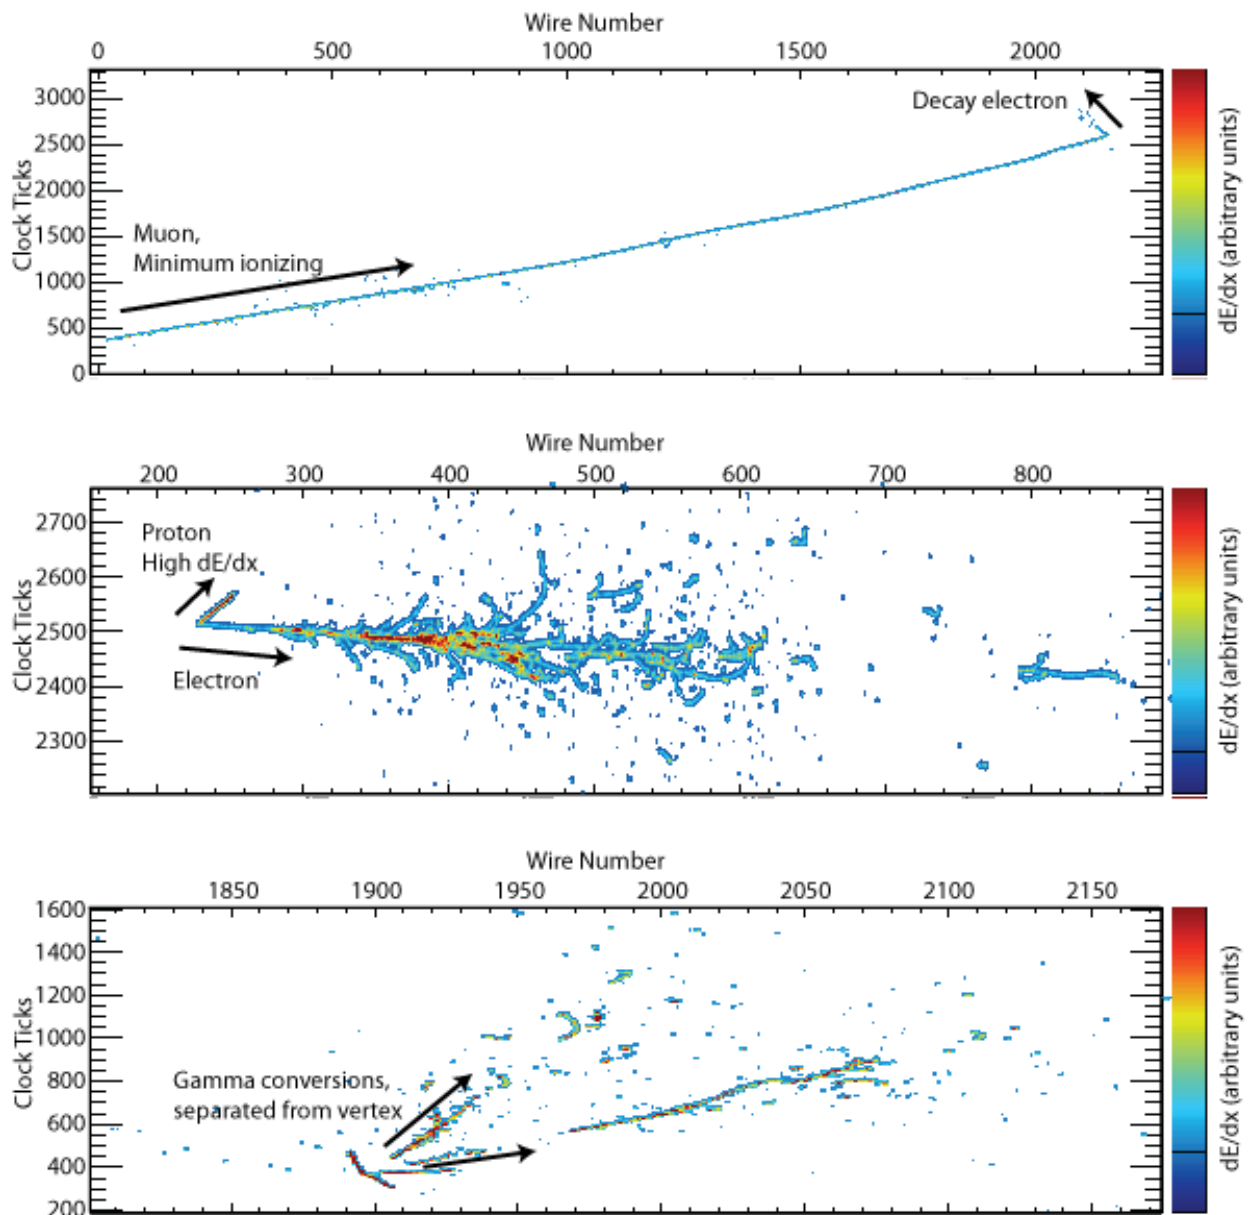 Wire Number
0 500 1000 1500 2000
3000
2500
2000
1500
1000
500
0
Clock Ticks
Decay electron
Muon,
Minimum ionizing
dE/dx (arbitrary units)
Wire Number
200 300 400 500 600 700 800
2700
2600
2500
2400
2300
Clock Ticks
Proton
High dE/dx
Electron
dE/dx (arbitrary units)
Wire Number
1850 1900 1950 2000 2050 2100 2150
1600
1400
1200
1000
800
600
400
200
Clock Ticks
Gamma conversions,
separated from vertex
dE/dx (arbitrary units)